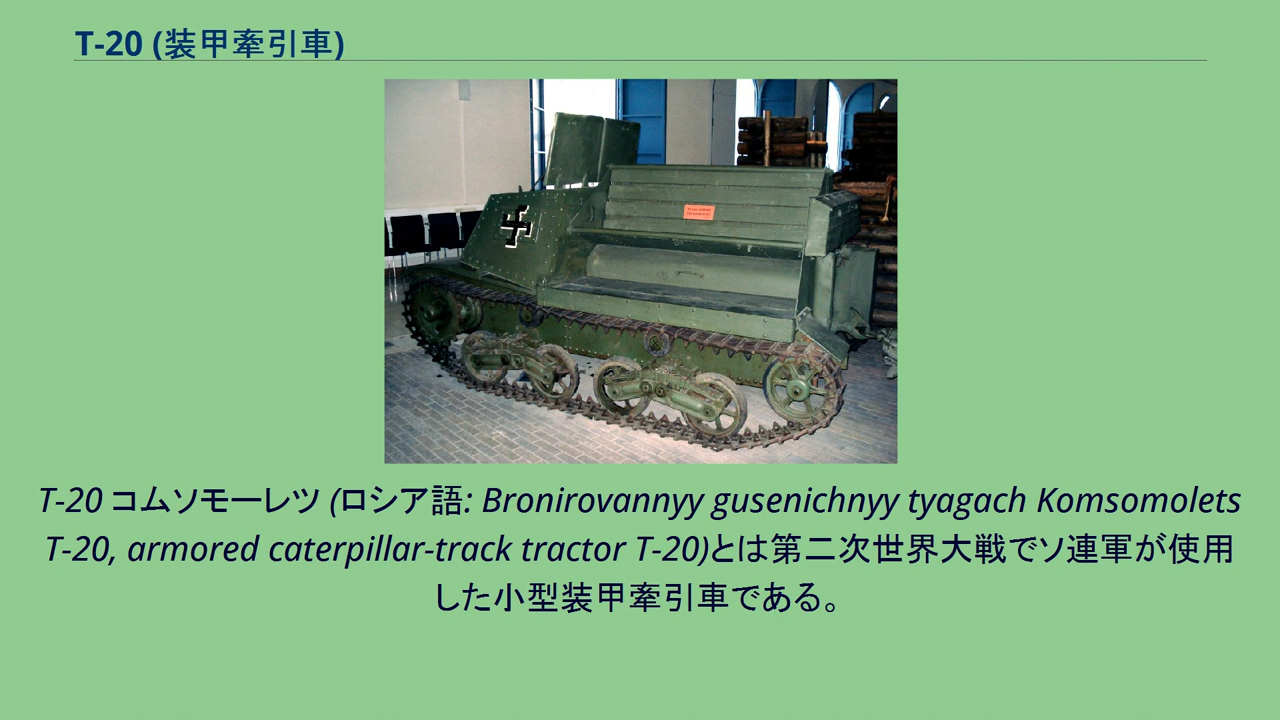 T-20 (装甲牽引車)
T-20 コムソモーレツ (ロシア語: Bronirovannyy gusenichnyy tyagach Komsomolets
T-20, armored caterpillar-track tractor T-20)とは第二次世界大戦でソ連軍が使用
した小型装甲牽引車である。